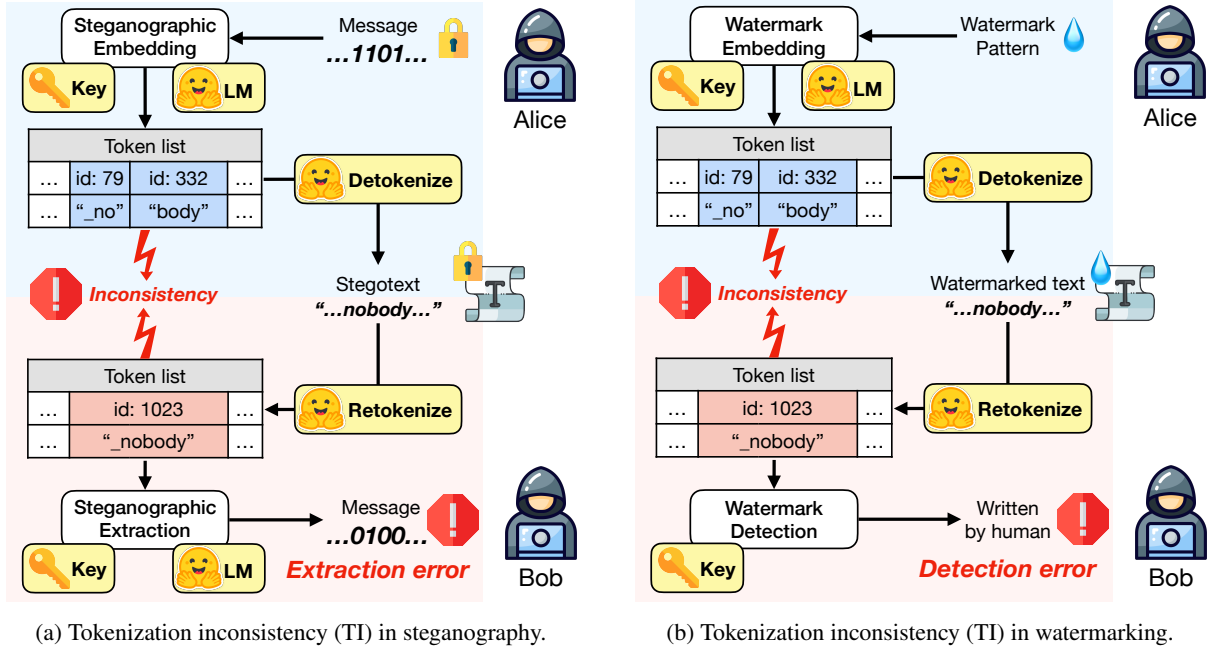 Steganographic
Embedding
Message
...1101...
Key
LM
Alice
Token list
... id: 79 id: 332 ...
... “_no” “body” ...
Detokenize
Inconsistency
Stegotext
“...nobody...”
T
Token list
... id: 1023 ...
... “_nobody” ...
Retokenize
Steganographic
Extraction
Message
...0100...
Key
LM
Extraction error
Bob
(a) Tokenization inconsistency (TI) in steganography.
Watermark
Embedding
Watermark
Pattern
Key
LM
Alice
Token list
... id: 79 id: 332 ...
... “_no” “body” ...
Detokenize
Inconsistency
Watermarked text
“...nobody...”
T
Token list
... id: 1023 ...
... “_nobody” ...
Retokenize
Watermark
Detection
Written
by human
Key
Detection error
Bob
(b) Tokenization inconsistency (TI) in watermarking.